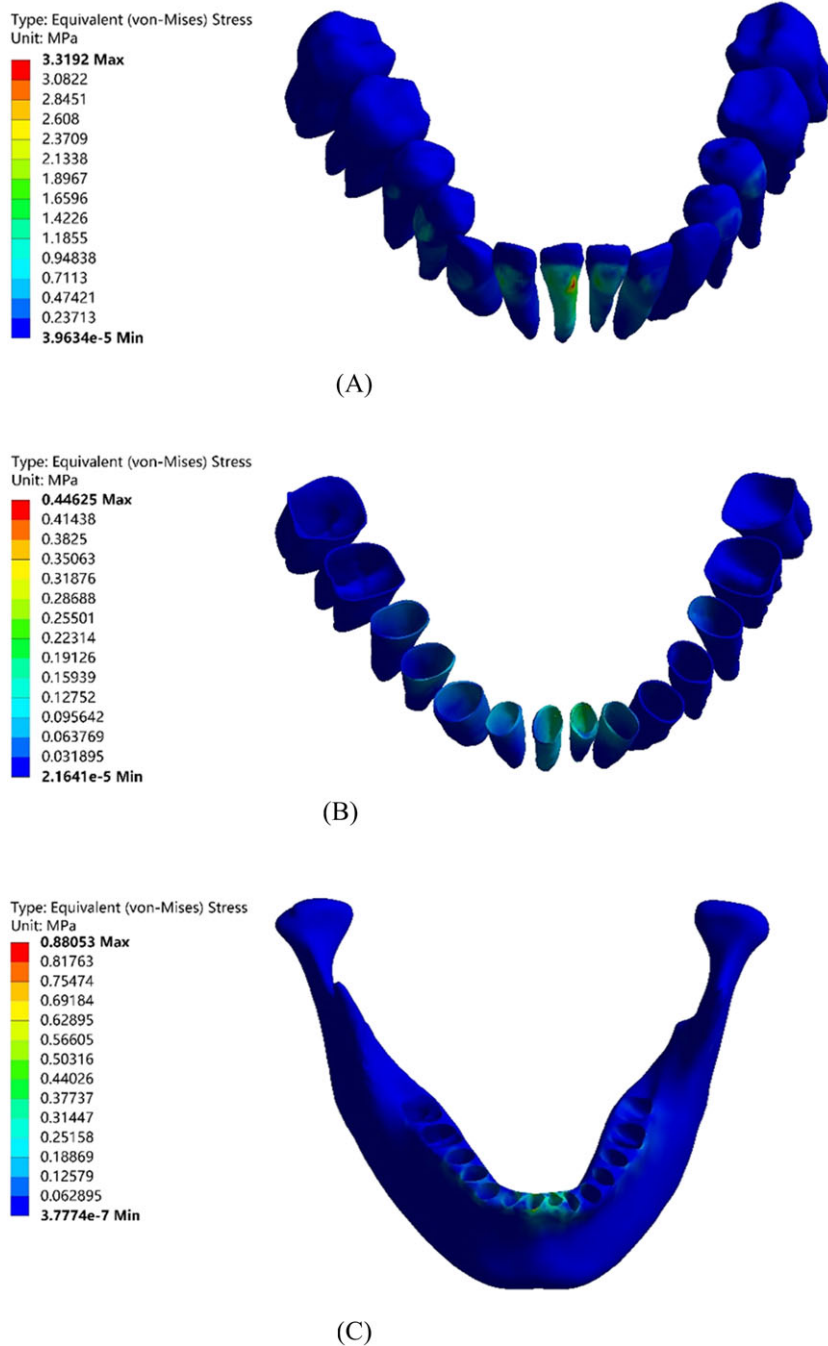 Type: Equivalent (von-Mises) Stress
Unit: MPa
3.3192 Max
3.0822
2.8451
2.608
2.3709
2.1338
1.8967
1.6596
1.4226
1.1855
0.94838
0.7113
0.47421
0.23713
3.9634e-5 Min
(A)
Type: Equivalent (von-Mises) Stress
Unit: MPa
0.44625 Max
0.41438
0.3825
0.35063
0.31876
0.28688
0.25501
0.22314
0.19126
0.15939
0.12752
0.095642
0.063769
0.031895
2.1641e-5 Min
(B)
Type: Equivalent (von-Mises) Stress
Unit: MPa
0.88053 Max
0.81763
0.75474
0.69184
0.62895
0.56605
0.50316
0.44026
0.37737
0.31447
0.25158
0.18869
0.12579
0.062895
3.7774e-7 Min
(C)